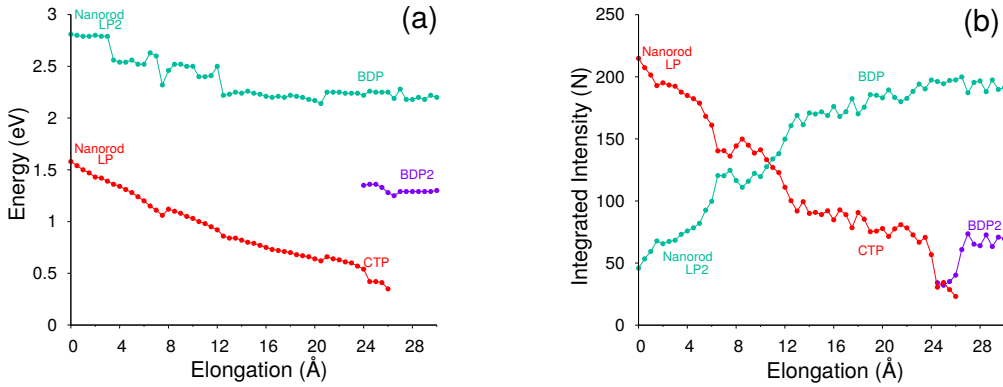 (a)
3
2.5
2
1.5
1
0.5
0
Energy (eV)
Nanorod
LP2
BDP
Nanorod
LP
BDP2
CTP
0 4 8 12 16 20 24 28
Elongation (Å)
(b)
250
200
150
100
50
0
Integrated Intensity (N)
Nanorod
LP
BDP
Nanorod
LP2
CTP
BDP2
0 4 8 12 16 20 24 28
Elongation (Å)